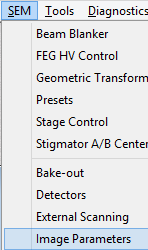 SEM Tools Diagnostics
Beam Blanker
FEG HV Control
Geometric Transform
Presets
Stage Control
Stigmator A/B Center
Bake-out
Detectors
External Scanning
Image Parameters